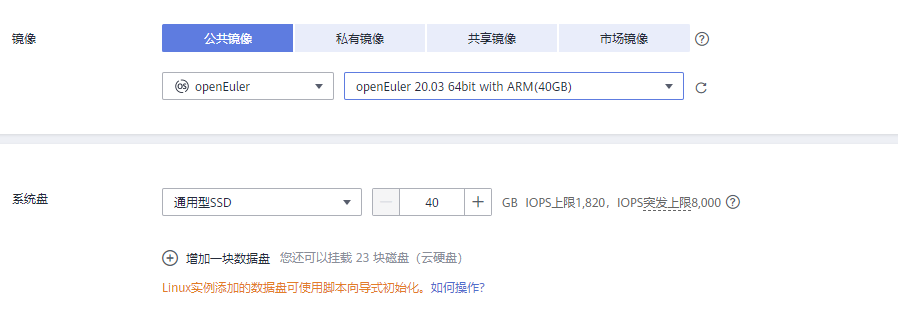 镜像 公共镜像 私有镜像 共享镜像 市场镜像 ?
OS openEuler openEuler 20.03 64bit with ARM(40GB)
系统盘 通用型SSD — 40 + GB IOPS上限1,820，IOPS突发上限8,000 ?
+ 增加一块数据盘 您还可以挂载 23 块磁盘（云硬盘）
Linux实例添加的数据盘可使用脚本向导式初始化。如何操作?